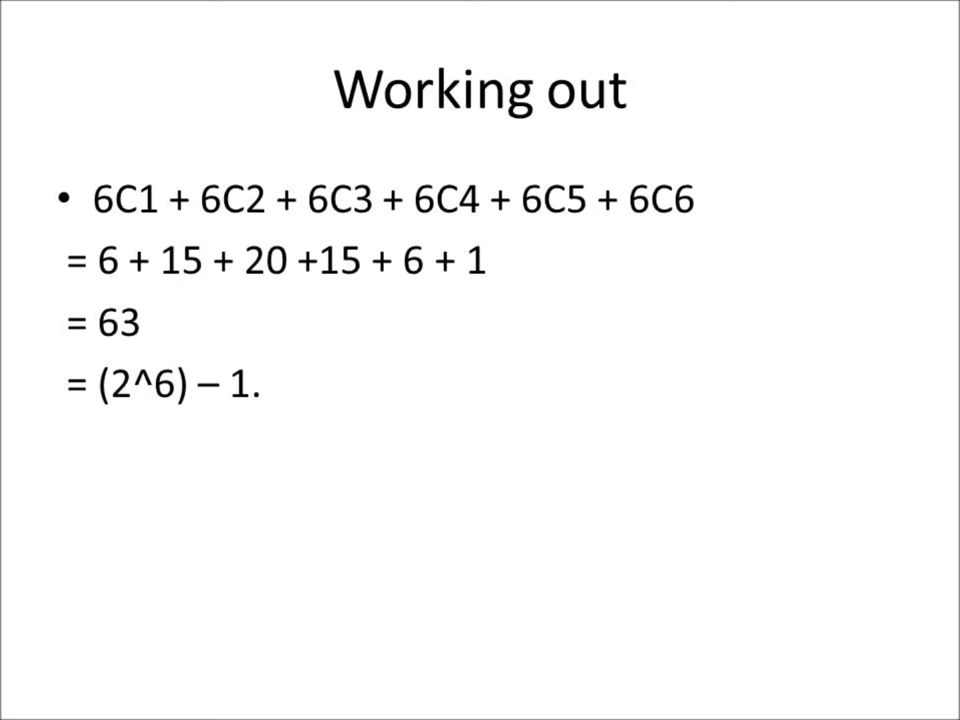 Working out
• 6C1 + 6C2 + 6C3 + 6C4 + 6C5 + 6C6
= 6 + 15 + 20 +15 + 6 + 1
= 63
= (2^6) – 1.